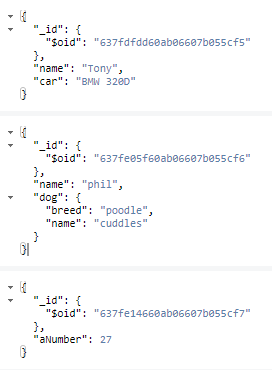 {
"_id": {
"$oid": "637fdfdd60ab06607b055cf5"
},
"name": "Tony",
"car": "BMW 320D"
}
{
"_id": {
"$oid": "637fe05f60ab06607b055cf6"
},
"name": "phil",
"dog": {
"breed": "poodle",
"name": "cuddles"
}
}
{
"_id": {
"$oid": "637fe14660ab06607b055cf7"
},
"aNumber": 27
}